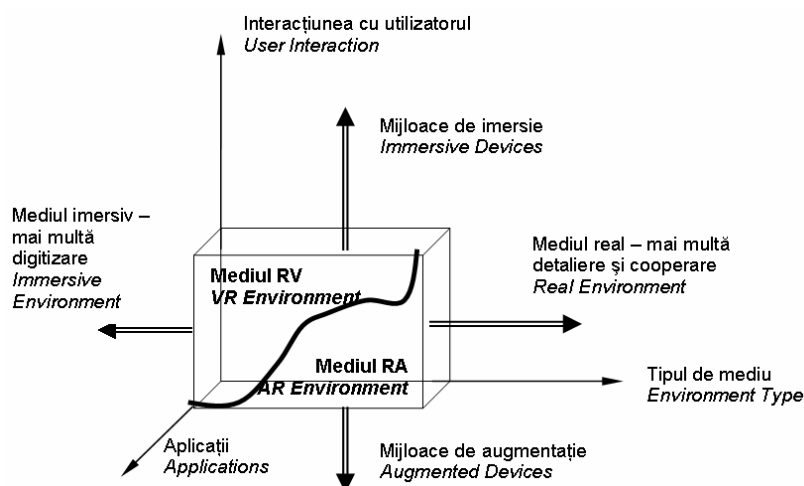 Interacțiunea cu utilizatorul
User Interaction
Mijloace de imersie
Immersive Devices
Mediul imersiv –
mai multă
digitizare
Immersive
Environment
Mediul real – mai multă
detaliere şi cooperare
Real Environment
Mediul RV
VR Environment
Mediul RA
AR Environment
Tipul de mediu
Environment Type
Aplicații
Applications
Mijloace de augmentație
Augmented Devices